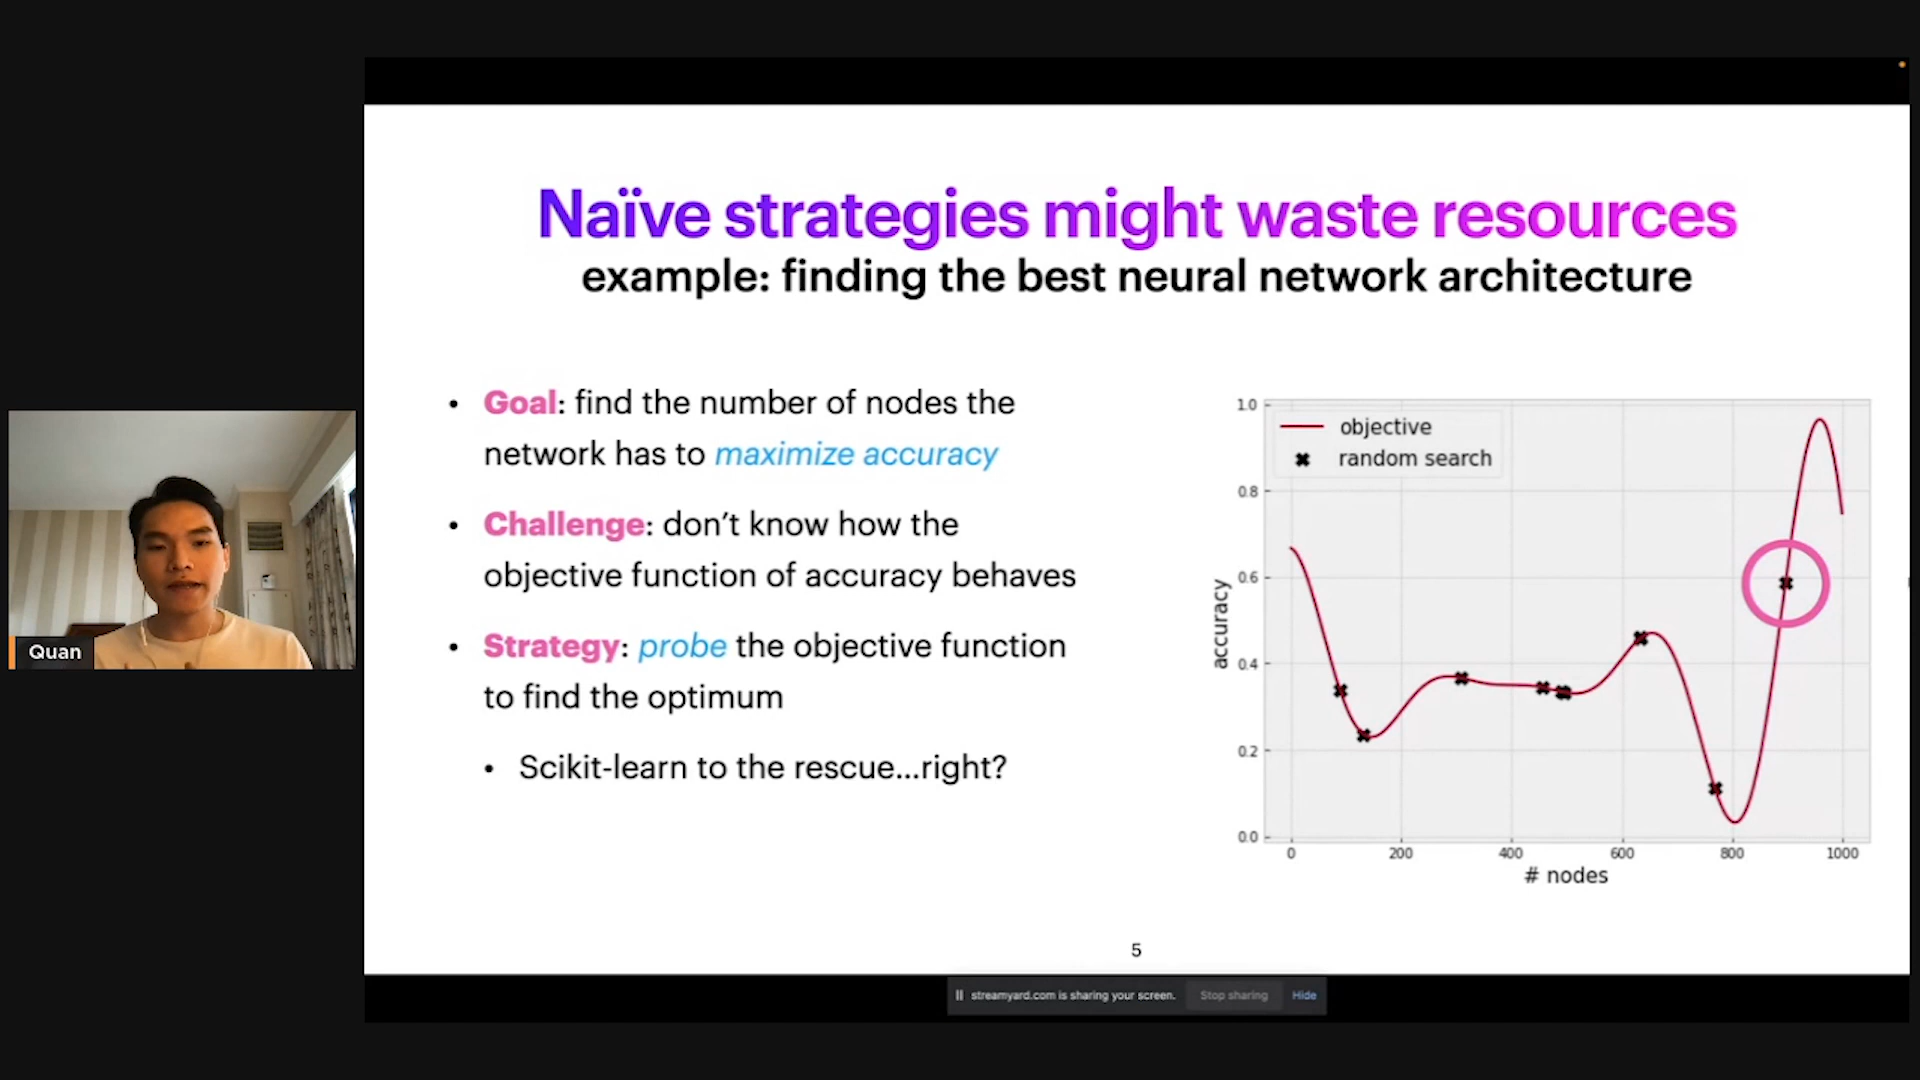 Naïve strategies might waste resources
example: finding the best neural network architecture
• Goal: find the number of nodes the
network has to maximize accuracy
• Challenge: don't know how the
objective function of accuracy behaves
• Strategy: probe the objective function
to find the optimum
• Scikit-learn to the rescue...right?
objective
random search
accuracy
1.0
0.8
0.6
0.4
0.2
0.0
0 200 400 600 800 1000
# nodes
5
Quan
streamyard.com is sharing your screen. Stop sharing Hide